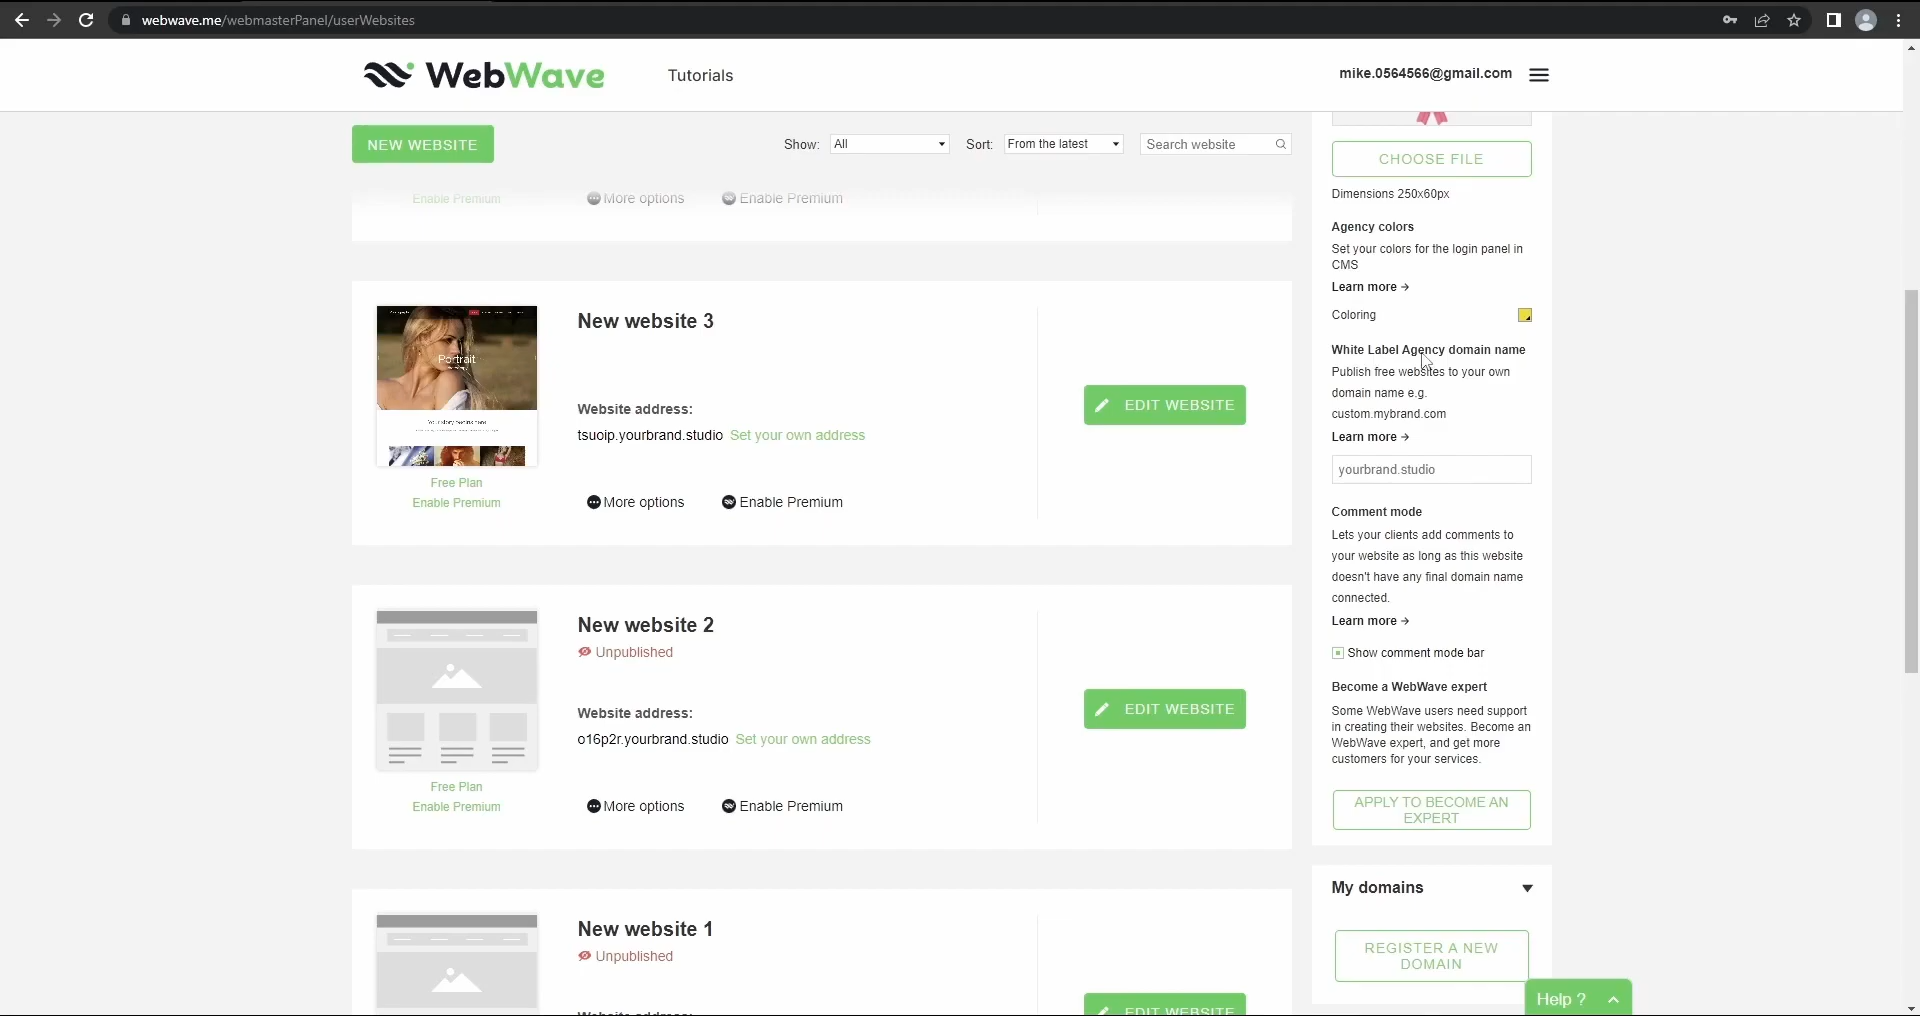 webwave.me/webmasterPanel/userWebsites
WebWave
Tutorials
mike.0564566@gmail.com
NEW WEBSITE
Show: All
Sort: From the latest
Search website
Enable Premium
More options
Enable Premium
New website 3
Portrait
Website address:
tsuoip.yourbrand.studio Set your own address
Free Plan
Enable Premium
More options
Enable Premium
EDIT WEBSITE
New website 2
Unpublished
Website address:
o16p2r.yourbrand.studio Set your own address
Free Plan
Enable Premium
More options
Enable Premium
EDIT WEBSITE
New website 1
Unpublished
Website address:
EDIT WEBSITE
CHOOSE FILE
Dimensions 250x60px
Agency colors
Set your colors for the login panel in
CMS
Learn more →
Coloring
White Label Agency domain name
Publish free websites to your own
domain name e.g.
custom.mybrand.com
Learn more →
yourbrand.studio
Comment mode
Lets your clients add comments to
your website as long as this website
doesn't have any final domain name
connected.
Learn more →
Show comment mode bar
Become a WebWave expert
Some WebWave users need support
in creating their websites. Become an
WebWave expert, and get more
customers for your services.
APPLY TO BECOME AN
EXPERT
My domains
REGISTER A NEW
DOMAIN
Help ?